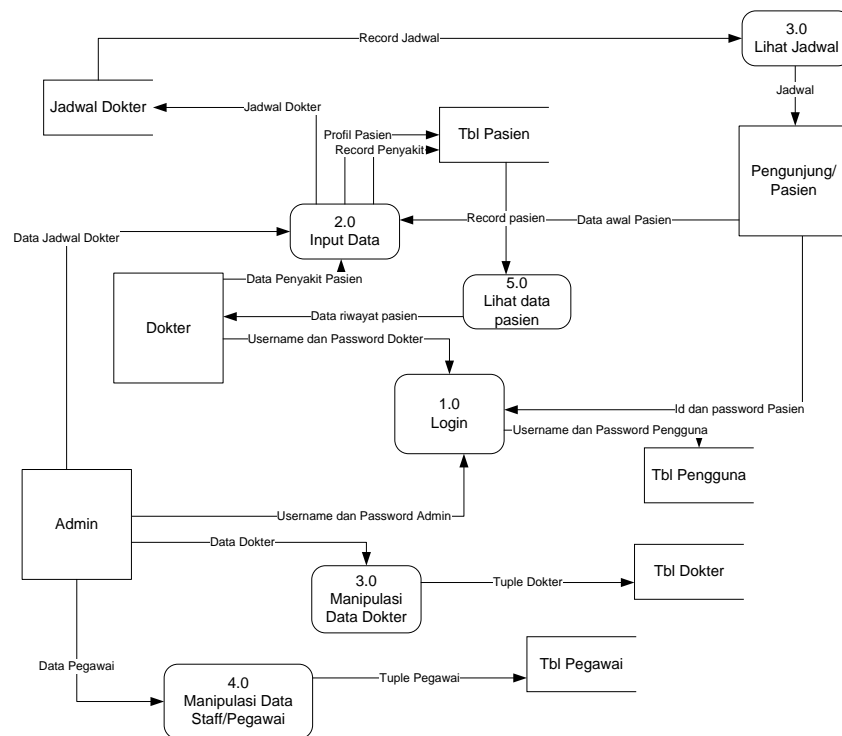 Record Jadwal
3.0
Lihat Jadwal
Jadwal Dokter
Jadwal Dokter
Jadwal
Profil Pasien
Record Penyakit
Tbl Pasien
Pengunjung/
Pasien
2.0
Input Data
Record pasien
Data awal Pasien
Data Jadwal Dokter
Data Penyakit Pasien
5.0
Lihat data
pasien
Dokter
Data riwayat pasien
Username dan Password Dokter
1.0
Login
Id dan password Pasien
Username dan Password Pengguna
Tbl Pengguna
Admin
Username dan Password Admin
Data Dokter
3.0
Manipulasi
Data Dokter
Tuple Dokter
Tbl Dokter
Data Pegawai
4.0
Manipulasi Data
Staff/Pegawai
Tuple Pegawai
Tbl Pegawai